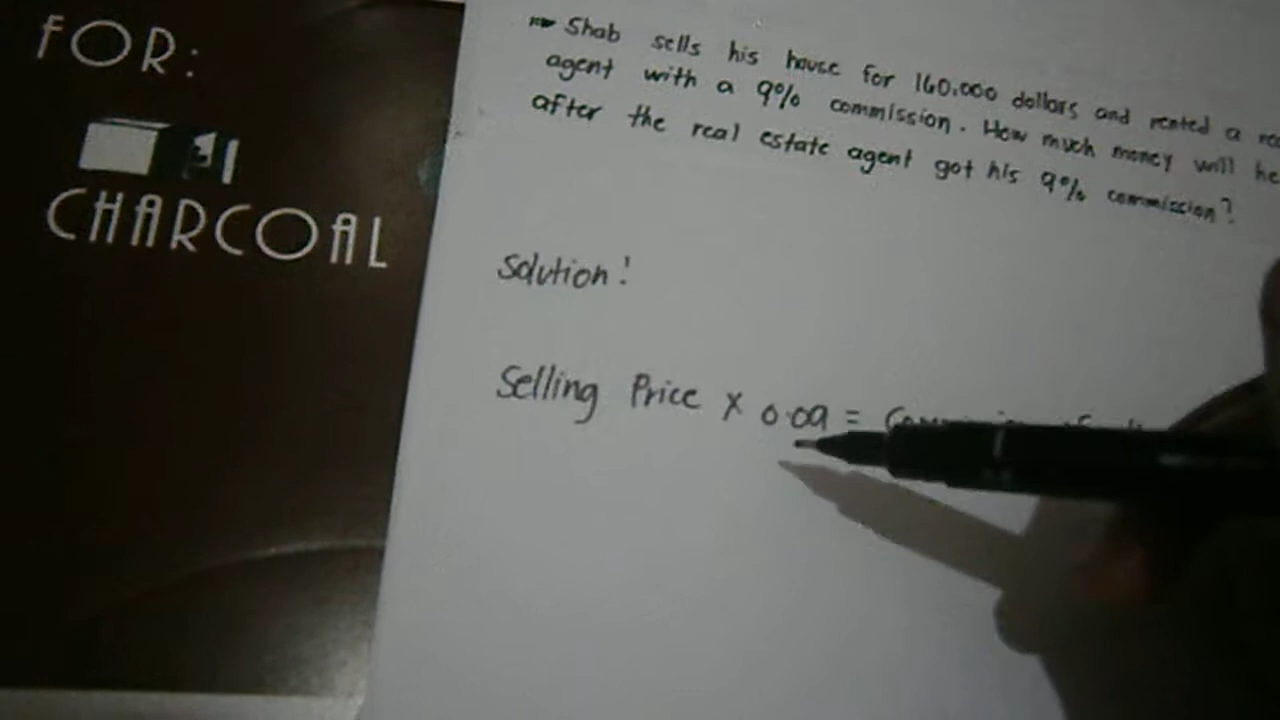 FOR:
CHARCOAL
Shab sells his house for 160,000 dollars and rented a
agent with a 9% commission. How much money will he
after the real estate agent got his 9% commission?
Solution:
Selling Price x 0.09 =